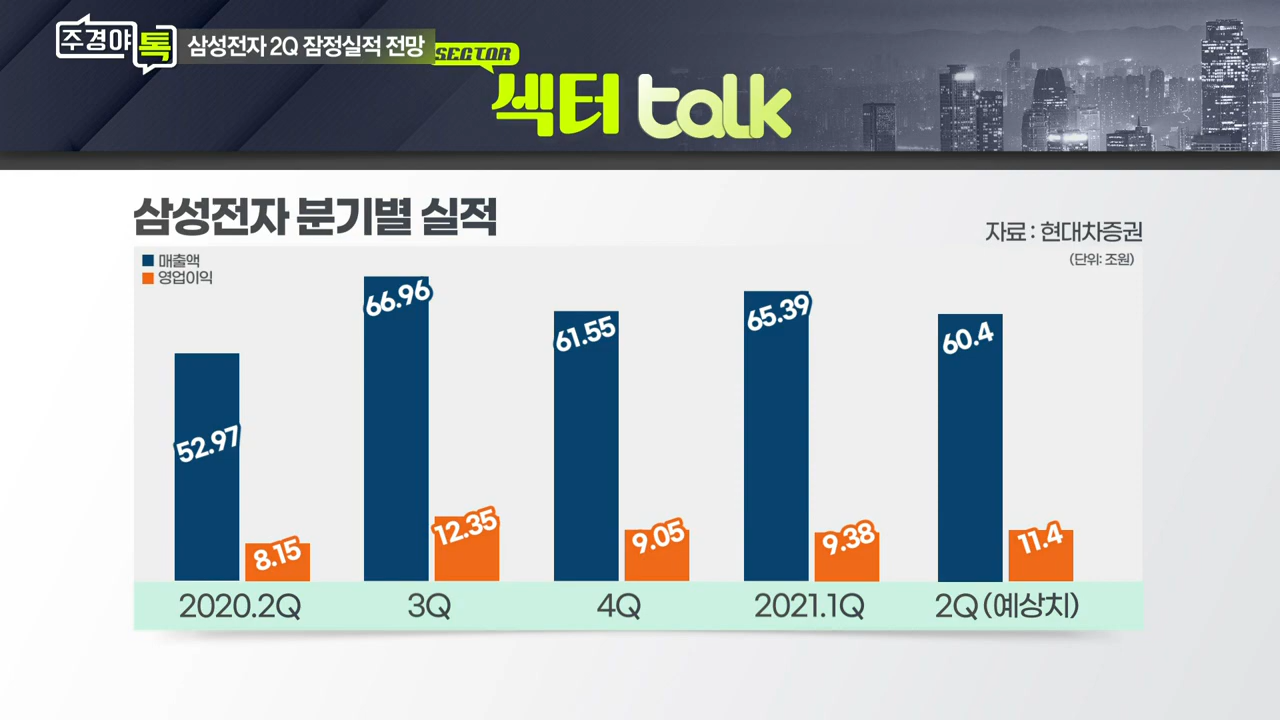 주경야톡
삼성전자 2Q 잠정실적 전망
SECTOR
섹터 talk
삼성전자 분기별 실적
자료 : 현대차증권
(단위: 조원)
매출액
영업이익
52.97 8.15 66.96 12.35 61.55 9.05 65.39 9.38 60.4 11.4
2020.2Q 3Q 4Q 2021.1Q 2Q (예상치)